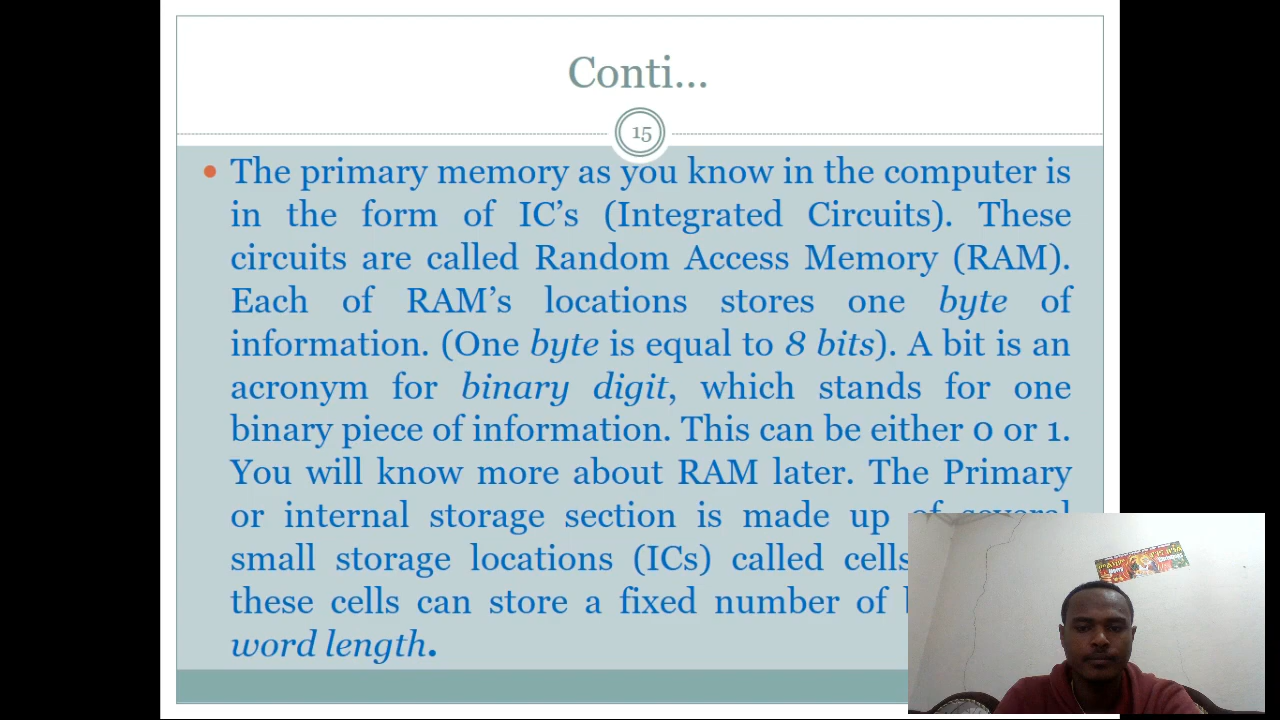 Conti...
15
• The primary memory as you know in the computer is
in the form of IC’s (Integrated Circuits). These
circuits are called Random Access Memory (RAM).
Each of RAM’s locations stores one byte of
information. (One byte is equal to 8 bits). A bit is an
acronym for binary digit, which stands for one
binary piece of information. This can be either 0 or 1.
You will know more about RAM later. The Primary
or internal storage section is made up of several
small storage locations (ICs) called cells
these cells can store a fixed number of
word length.